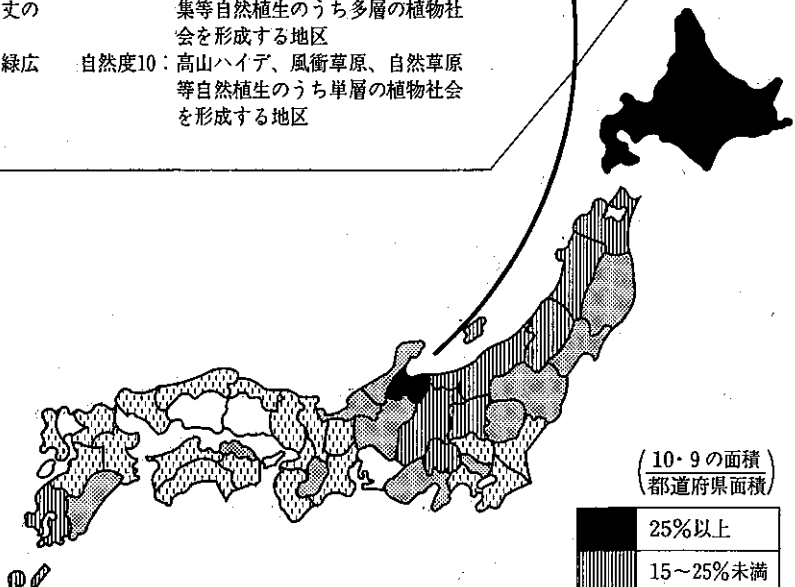 丈の
集等自然植生のうち多層の植物社
会を形成する地区
緑広 自然度10：高山ハイデ、風衝草原、自然草原
等自然植生のうち単層の植物社会
を形成する地区
(10・9の面積
都道府県面積)
25%以上
15～25%未満